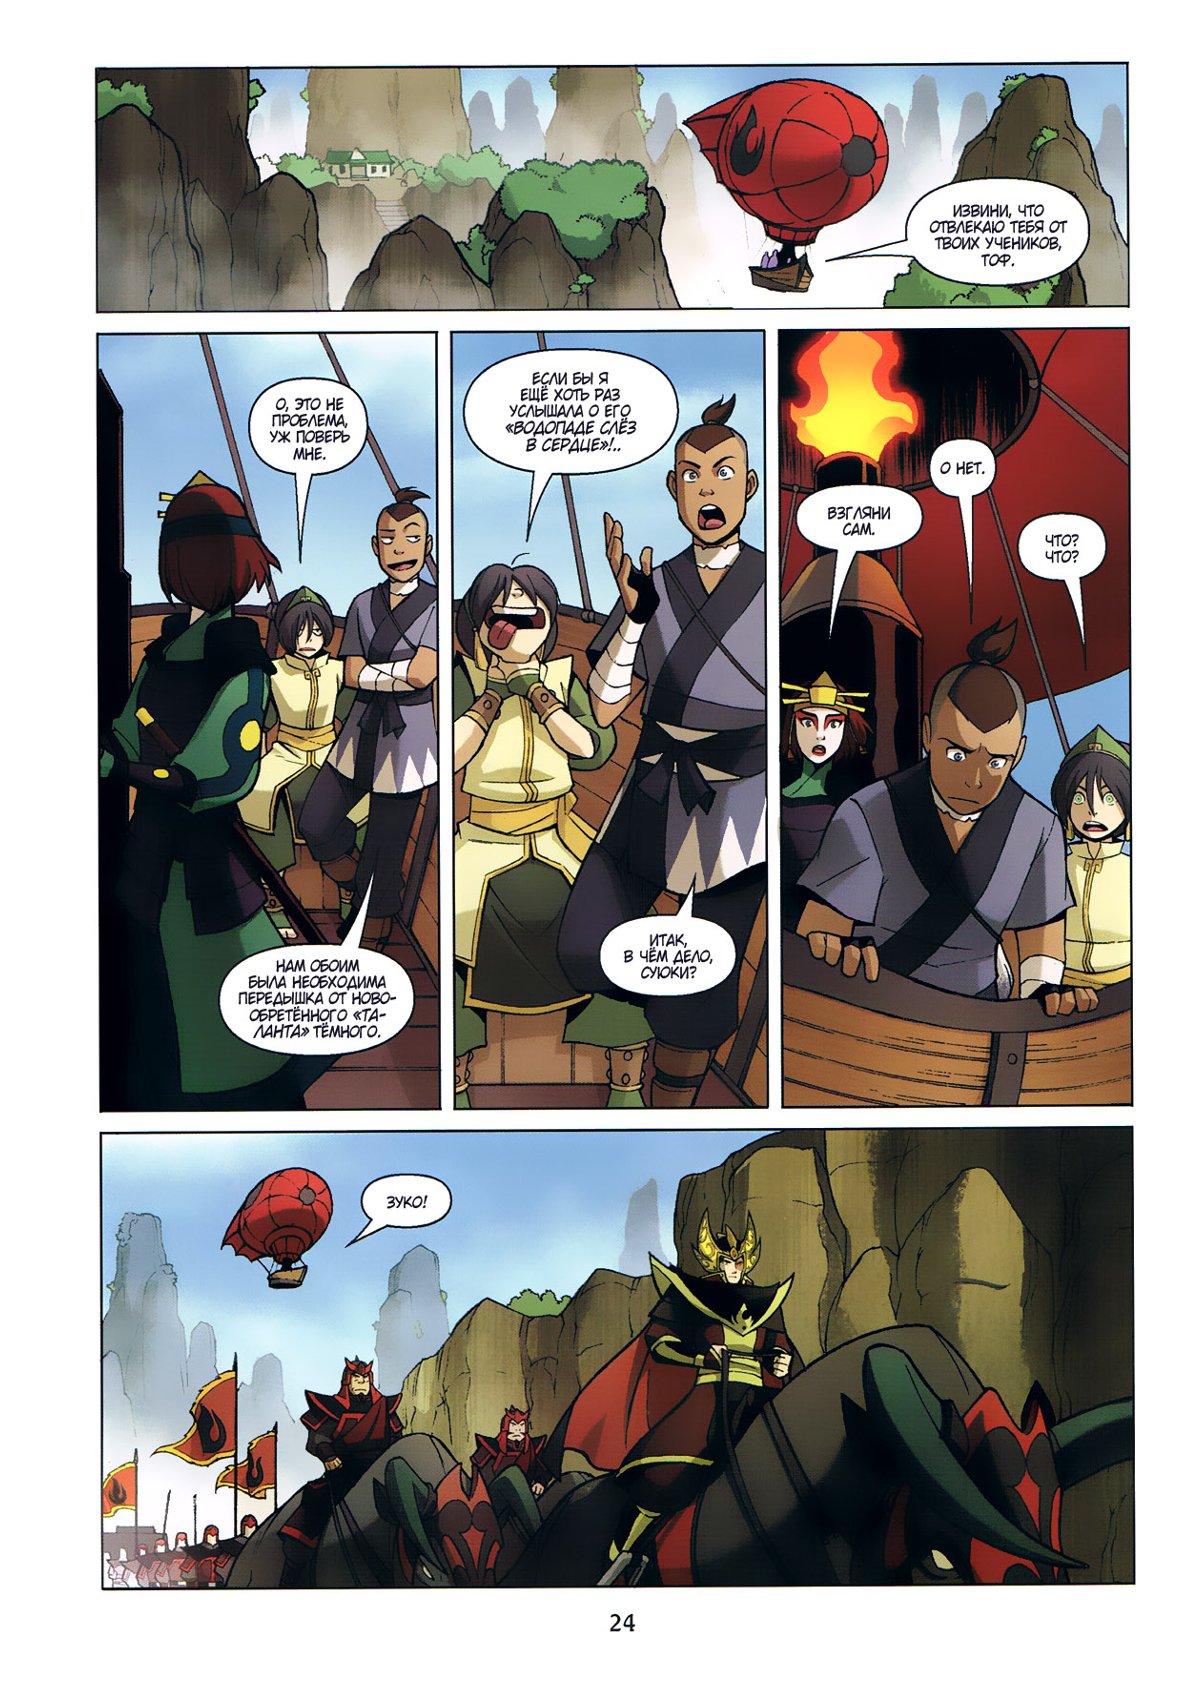 ИЗВИНИ, ЧТО
ОТВЛЕКАЮ ТЕБЯ ОТ
ТВОИХ УЧЕНИКОВ,
ТОФ.
О, ЭТО НЕ
ПРОБЛЕМА,
УЖ ПОВЕРЬ
МНЕ.
НАМ ОБОИМ
БЫЛА НЕОБХОДИМА
ПЕРЕДЫШКА ОТ НОВО-
ОБРЕТЁННОГО «ТА-
ЛАНТА» ТЁМНОГО.
ЕСЛИ БЫ Я
ЕЩЁ ХОТЬ РАЗ
УСЛЫШАЛА О ЕГО
«ВОДОПАДЕ СЛЁЗ
В СЕРДЦЕ»!..
ИТАК,
В ЧЁМ ДЕЛО,
СУЮКИ?
ВЗГЛЯНИ
САМ.
О НЕТ.
ЧТО?
ЧТО?
ЗУКО!
24